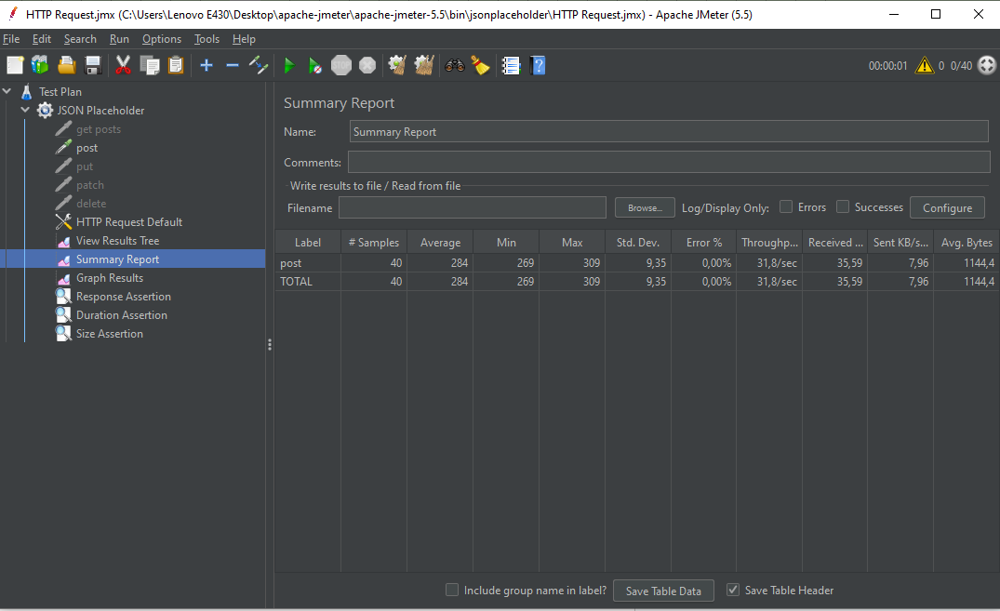 HTTP Request.jmx (C:\Users\Lenovo E430\Desktop\apache-jmeter\apache-jmeter-5.5\bin\jsonplaceholder\HTTP Request.jmx) - Apache JMeter (5.5)
File Edit Search Run Options Tools Help
STOP
00:00:01 0 0/40
Test Plan
JSON Placeholder
get posts
post
put
patch
delete
HTTP Request Default
View Results Tree
Summary Report
Graph Results
Response Assertion
Duration Assertion
Size Assertion
Summary Report
Name: Summary Report
Comments:
Write results to file / Read from file
Filename Browse... Log/Display Only: Errors Successes Configure
Label # Samples Average Min Max Std. Dev. Error % Throughp... Received ... Sent KB/s... Avg. Bytes
post 40 284 269 309 9,35 0,00% 31,8/sec 35,59 7,96 1144,4
TOTAL 40 284 269 309 9,35 0,00% 31,8/sec 35,59 7,96 1144,4
Include group name in label? Save Table Data Save Table Header